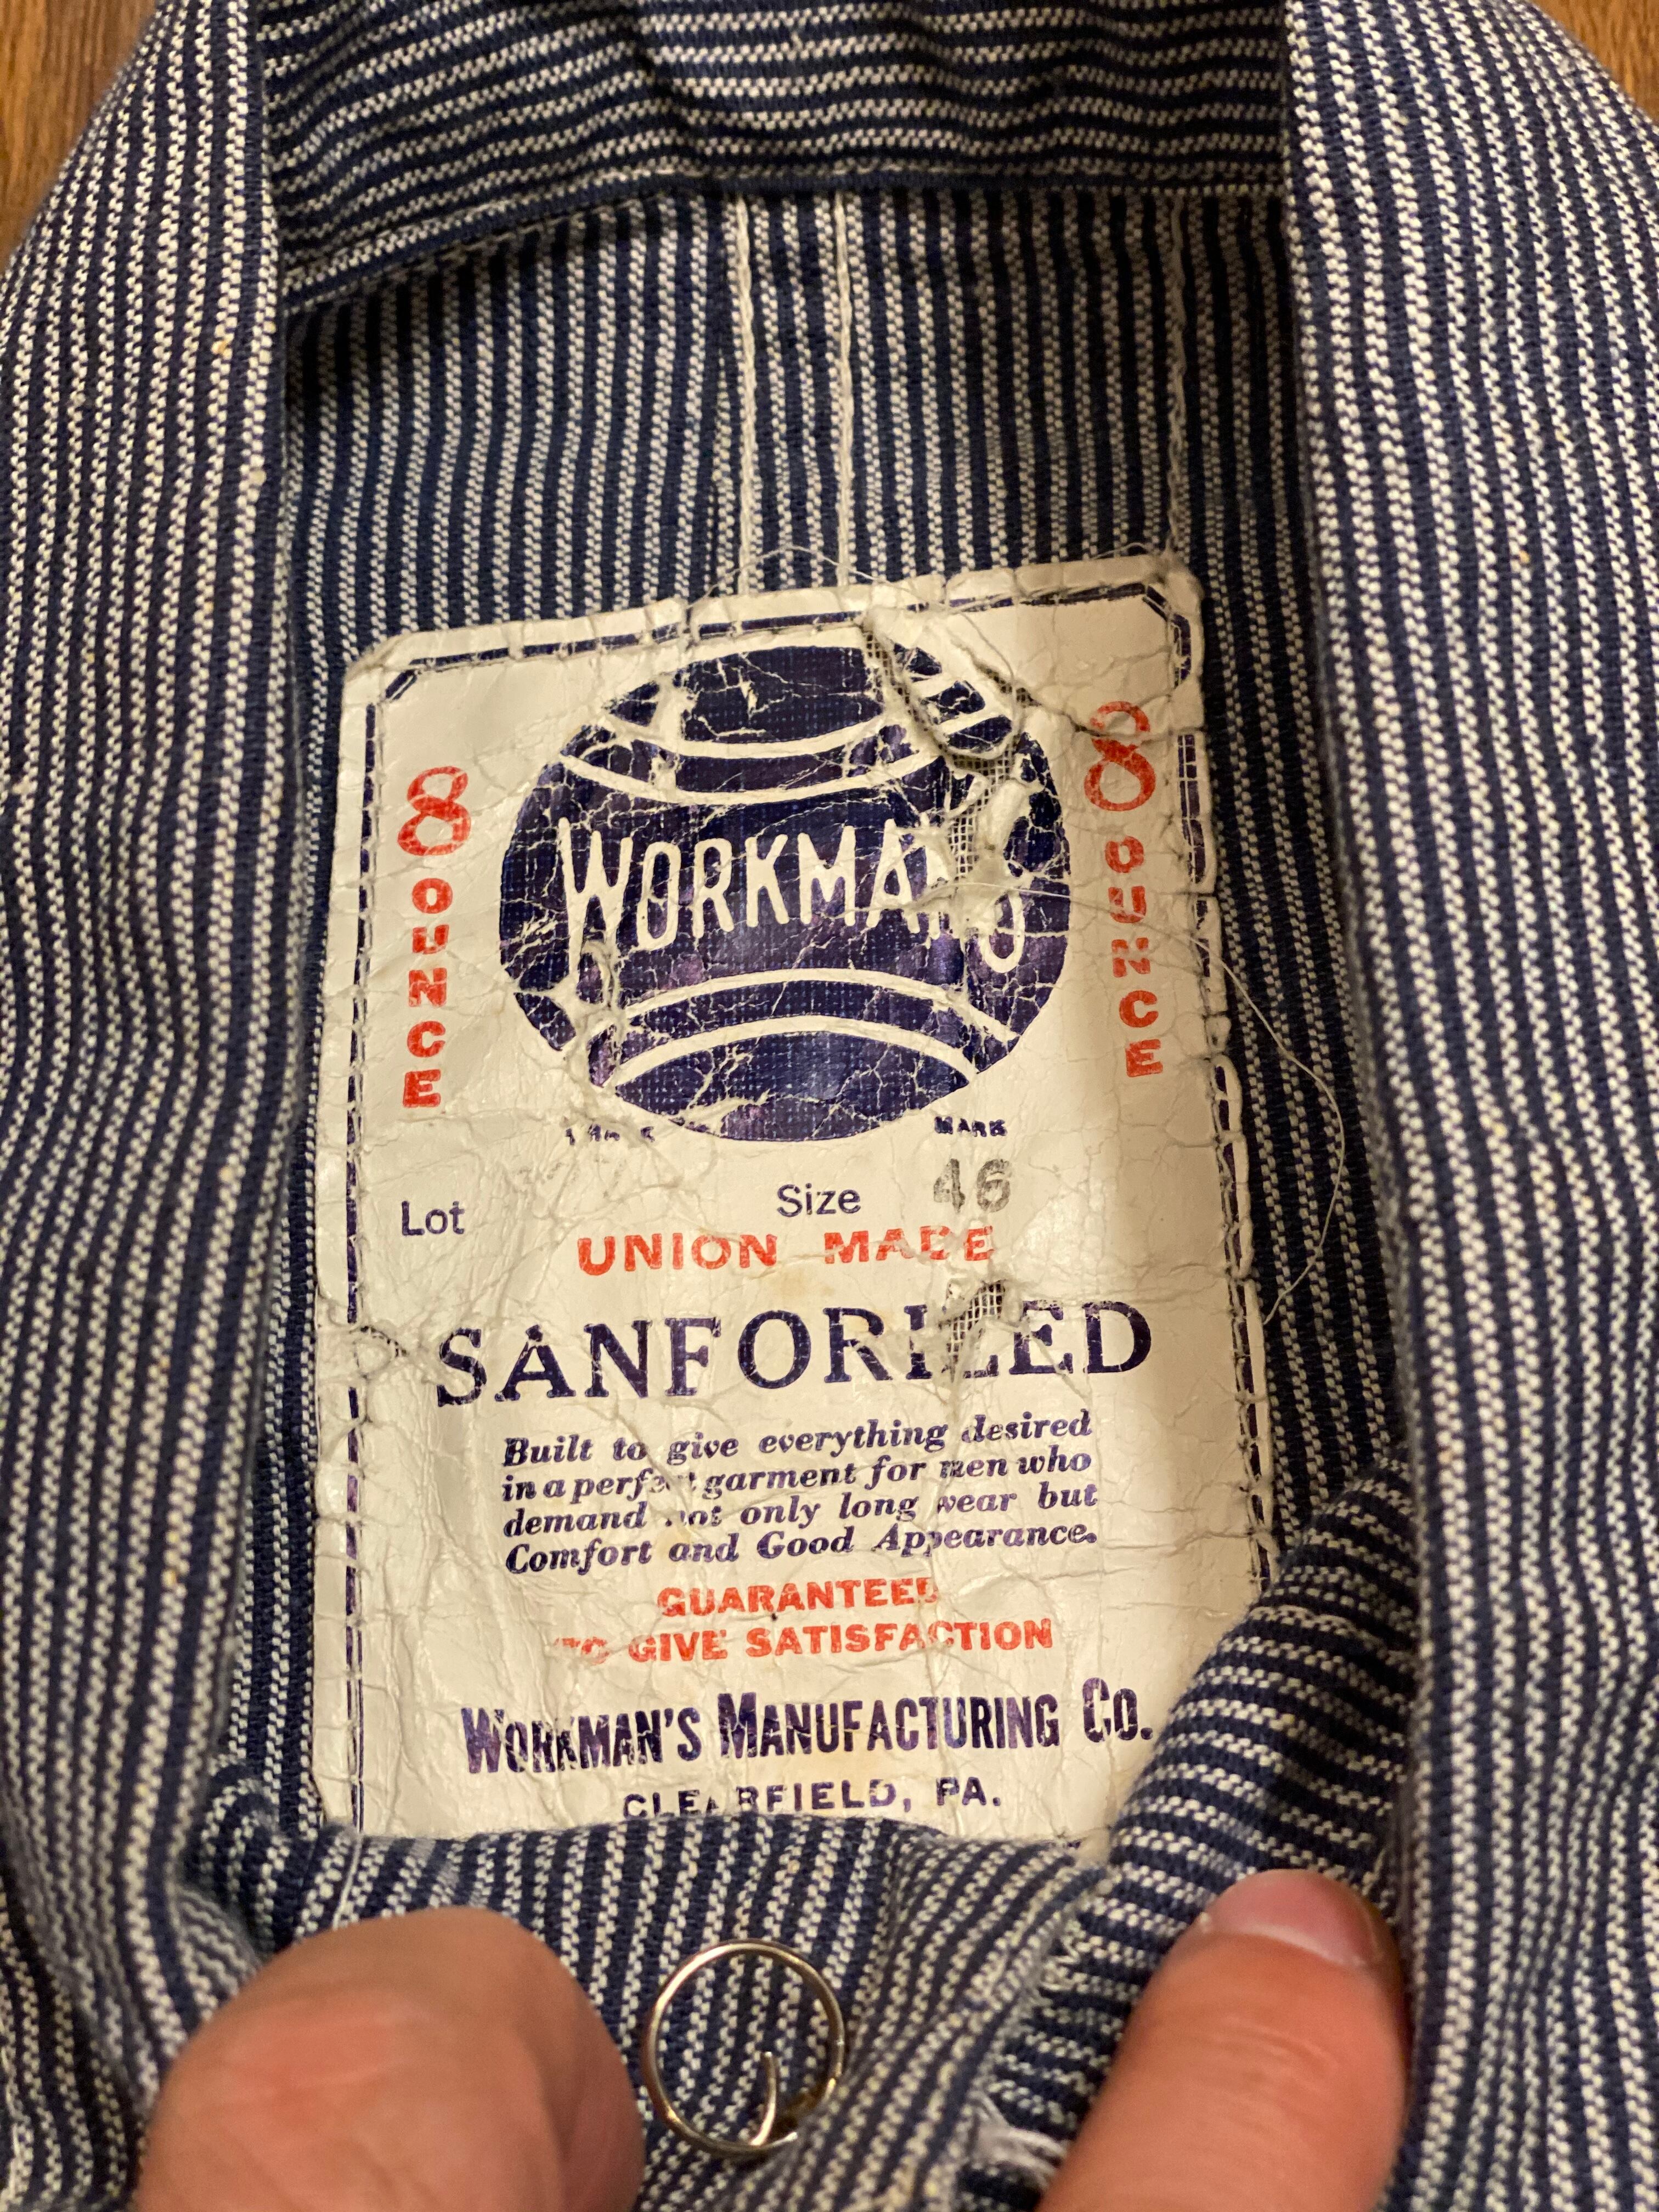 WORKMANS
8 OUNCE
8 OUNCE
TRADE MARK
Lot Size 46
UNION MADE
SANFORIZED
Built to give everything desired
in a perfect garment for men who
demand not only long wear but
Comfort and Good Appearance.
GUARANTEED
TO GIVE SATISFACTION
WORKMAN'S MANUFACTURING CO.
CLEARFIELD, PA.